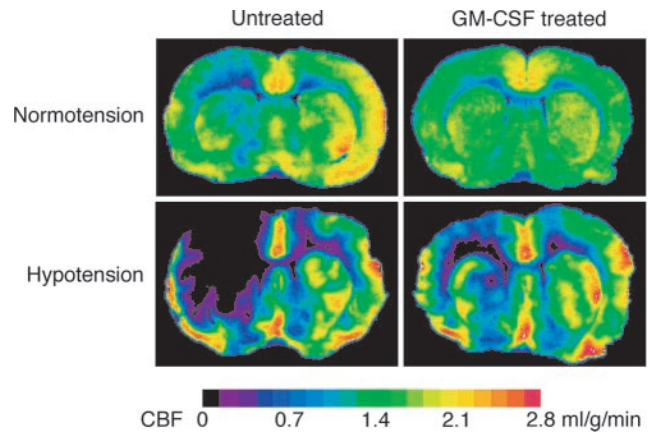 Untreated
GM-CSF treated
Normotension
Hypotension
CBF 0 0.7 1.4 2.1 2.8 ml/g/min